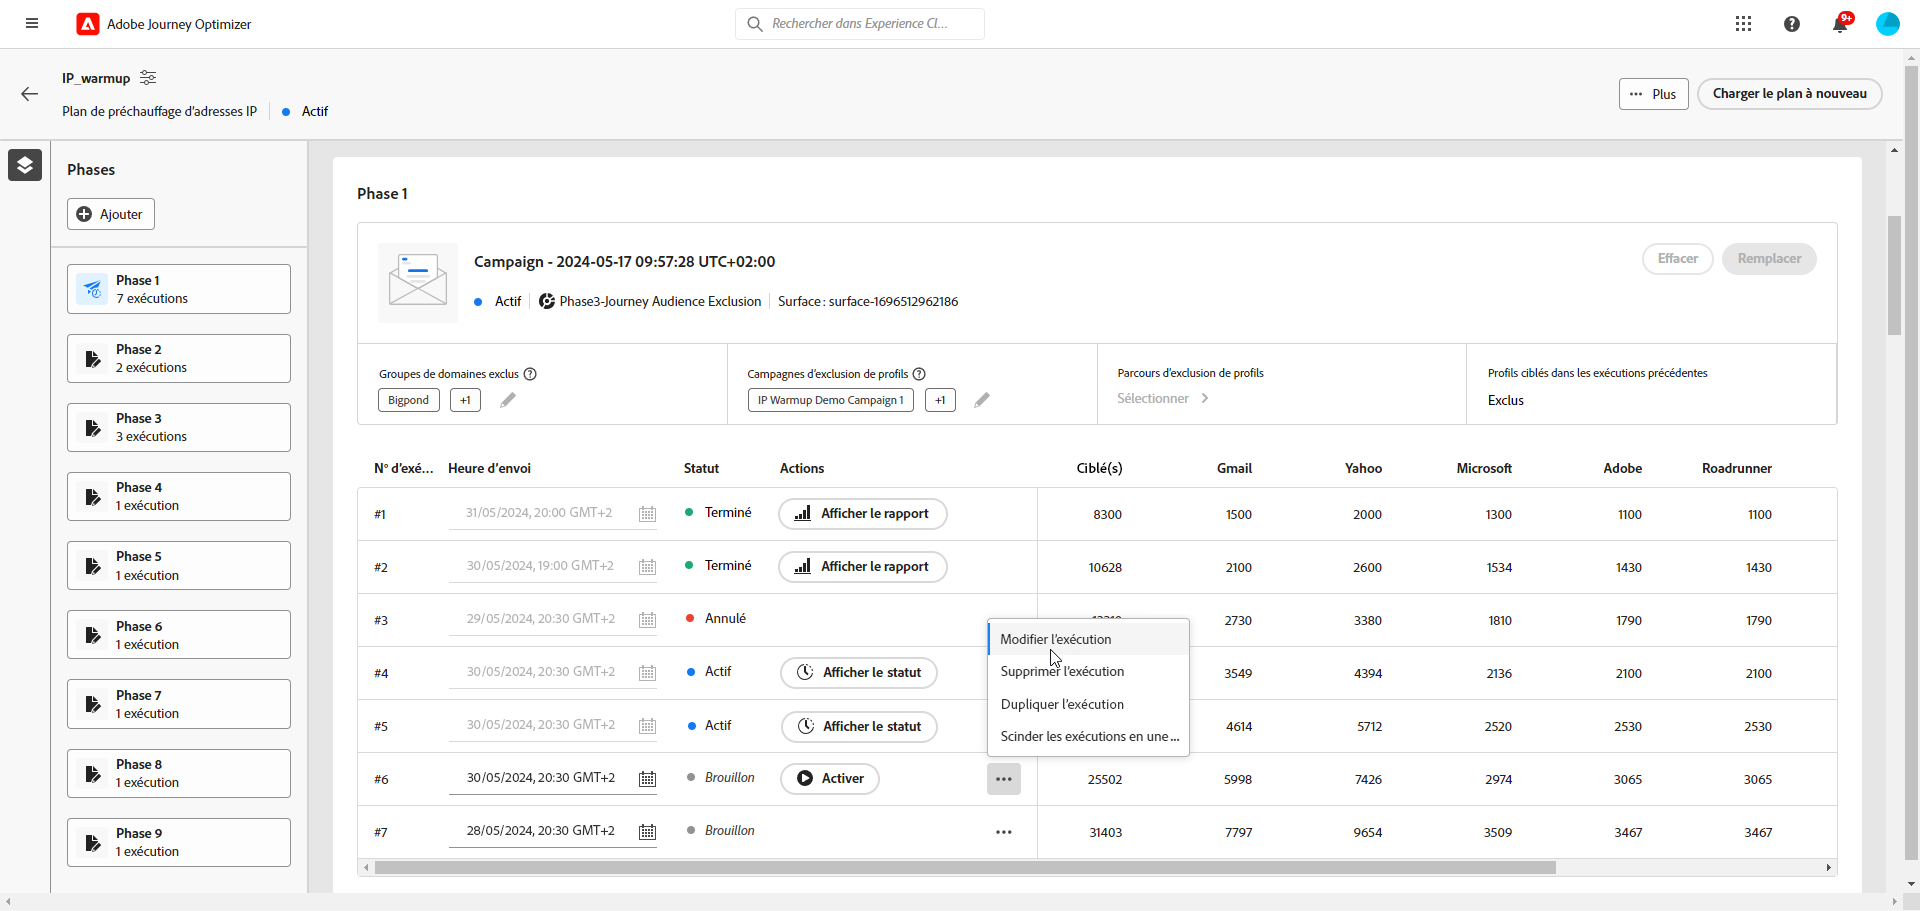 Adobe Journey Optimizer
Rechercher dans Experience Cl...
9+
IP_warmup
Plan de préchauffage d'adresses IP
Actif
Plus
Charger le plan à nouveau
Phases
Ajouter
Phase 1
7 exécutions
Phase 2
2 exécutions
Phase 3
3 exécutions
Phase 4
1 exécution
Phase 5
1 exécution
Phase 6
1 exécution
Phase 7
1 exécution
Phase 8
1 exécution
Phase 9
1 exécution
Phase 1
Campaign - 2024-05-17 09:57:28 UTC+02:00
Effacer
Remplacer
Actif
Phase3-Journey Audience Exclusion
Surface : surface-1696512962186
Groupes de domaines exclus
Bigpond +1
Campagnes d'exclusion de profils
IP Warmup Demo Campaign 1 +1
Parcours d'exclusion de profils
Sélectionner
Profils ciblés dans les exécutions précédentes
Exclus
N° d'exé... Heure d'envoi Statut Actions Ciblé(s) Gmail Yahoo Microsoft Adobe Roadrunner
#1 31/05/2024, 20:00 GMT+2 Terminé Afficher le rapport 8300 1500 2000 1300 1100 1100
#2 30/05/2024, 19:00 GMT+2 Terminé Afficher le rapport 10628 2100 2600 1534 1430 1430
#3 29/05/2024, 20:30 GMT+2 Annulé 2730 3380 1810 1790 1790
#4 30/05/2024, 20:30 GMT+2 Actif Afficher le statut 3549 4394 2136 2100 2100
#5 30/05/2024, 20:30 GMT+2 Actif Afficher le statut 4614 5712 2520 2530 2530
#6 30/05/2024, 20:30 GMT+2 Brouillon Activer 25502 5998 7426 2974 3065 3065
#7 28/05/2024, 20:30 GMT+2 Brouillon 31403 7797 9654 3509 3467 3467
Modifier l'exécution
Supprimer l'exécution
Dupliquer l'exécution
Scinder les exécutions en une ...